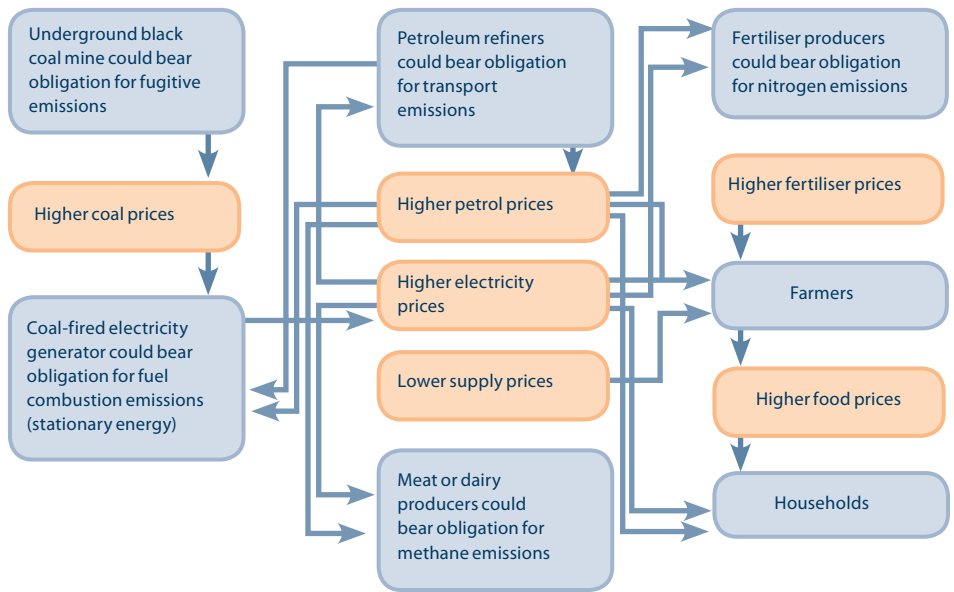 Underground black
coal mine could bear
obligation for fugitive
emissions
Higher coal prices
Coal-fired electricity
generator could bear
obligation for fuel
combustion emissions
(stationary energy)
Petroleum refiners
could bear obligation
for transport
emissions
Higher petrol prices
Higher electricity
prices
Lower supply prices
Meat or dairy
producers could
bear obligation for
methane emissions
Fertiliser producers
could bear obligation
for nitrogen emissions
Higher fertiliser prices
Farmers
Higher food prices
Households